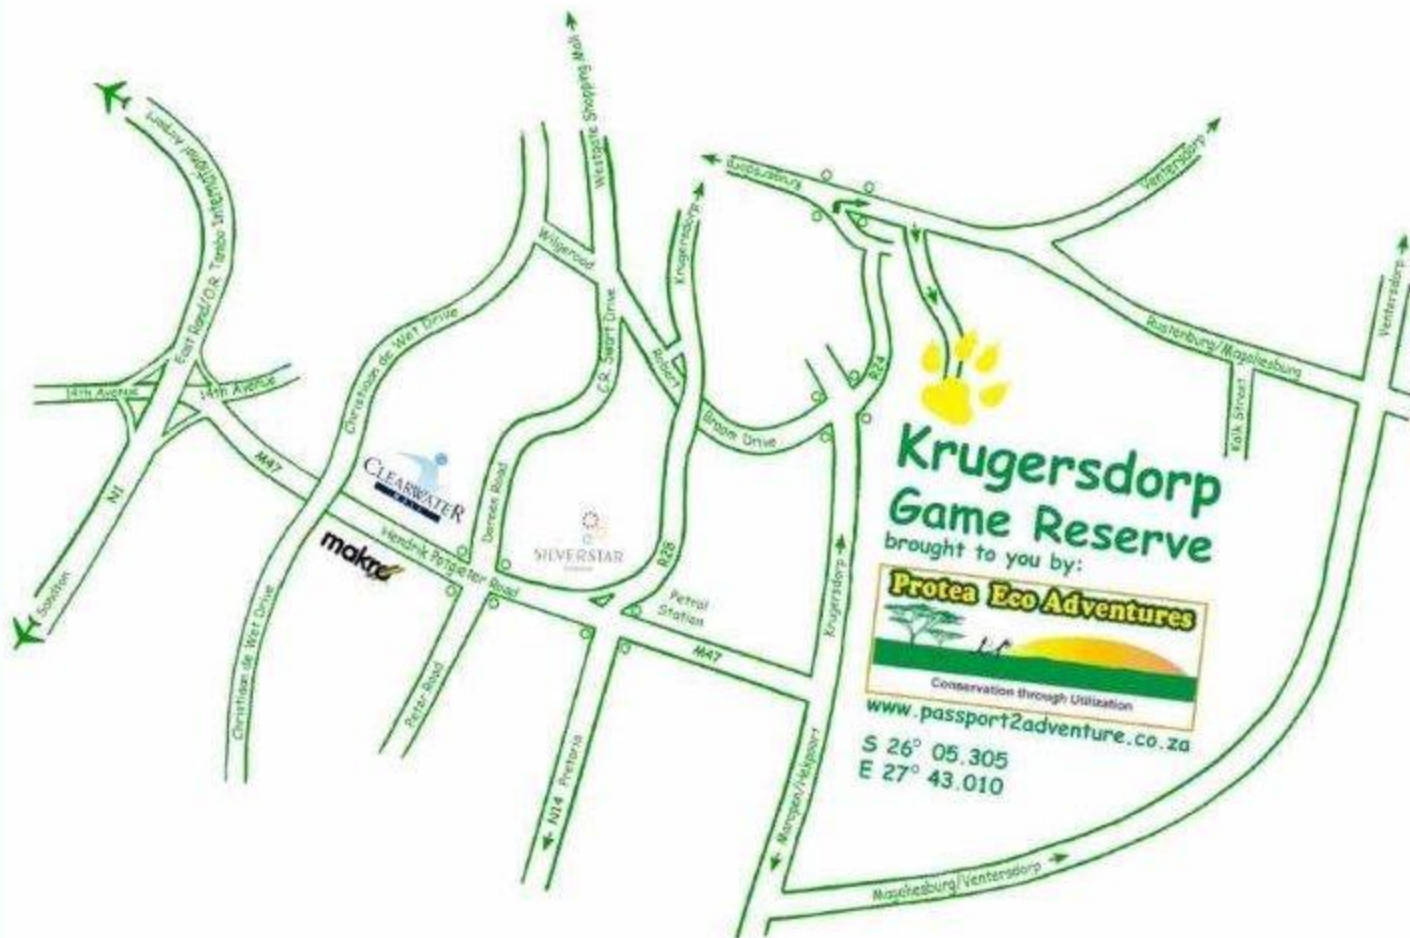 East Rand/O.R. Tambo International Airport
14th Avenue
14th Avenue
N1
Sandton
M47
Christiaan de Wet Drive
Christiaan de Wet Drive
Westgate Shopping Mall
Wilgerood
C.R. Swart Drive
Robert
Broom Drive
Krugersdorp
Krugersdorp
Ventersdorp
Ventersdorp
Rustenburg/Magaliesburg
Kalk Street
R24
CLEARWATER
MALL
makro
Hendrik Potgieter Road
Doreen Road
Peter Road
SILVERSTAR
R28
Petrol
Station
M47
N14 Pretoria
Krugersdorp
Maropen/Hekpoort
Magaliesburg/Ventersdorp
Krugersdorp
Game Reserve
brought to you by:
Protea Eco Adventures
Conservation through Utilization
www.passport2adventure.co.za
S 26° 05.305
E 27° 43.010